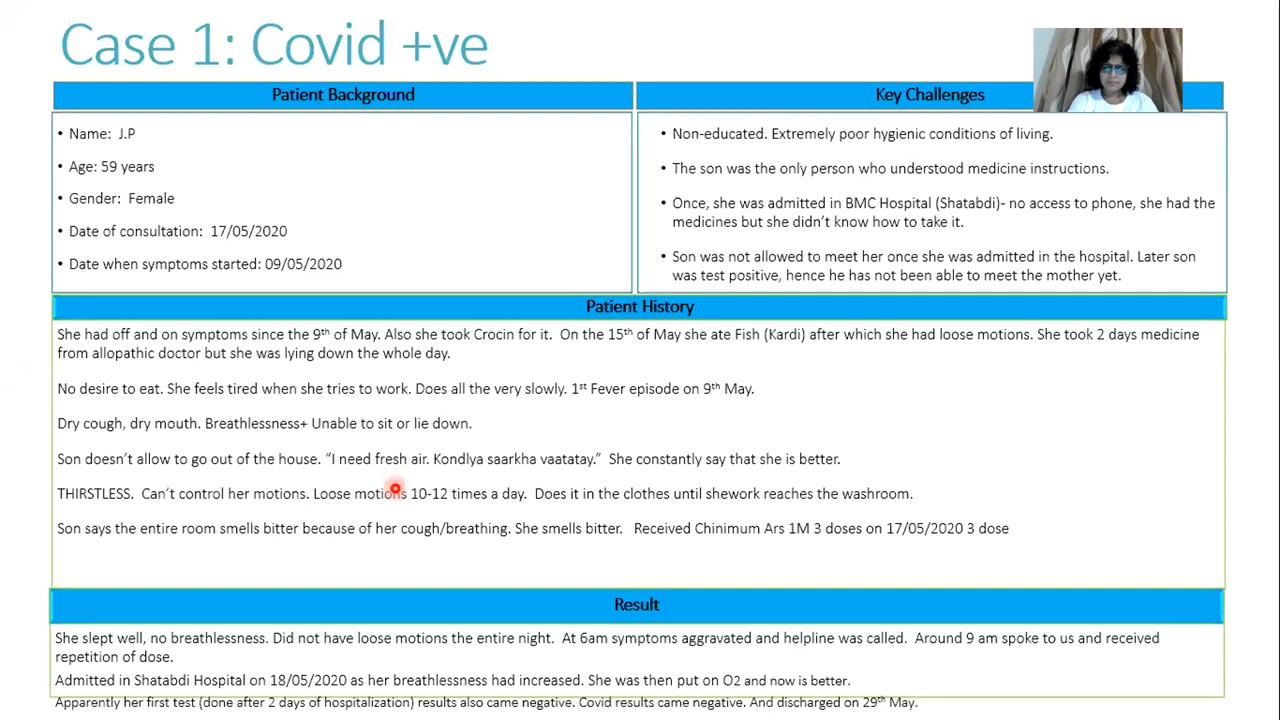 Case 1: Covid +ve
Patient Background
• Name: J.P
• Age: 59 years
• Gender: Female
• Date of consultation: 17/05/2020
• Date when symptoms started: 09/05/2020
Key Challenges
• Non-educated. Extremely poor hygienic conditions of living.
• The son was the only person who understood medicine instructions.
• Once, she was admitted in BMC Hospital (Shatabdi)- no access to phone, she had the
medicines but she didn’t know how to take it.
• Son was not allowed to meet her once she was admitted in the hospital. Later son
was test positive, hence he has not been able to meet the mother yet.
Patient History
She had off and on symptoms since the 9th of May. Also she took Crocin for it. On the 15th of May she ate Fish (Kardi) after which she had loose motions. She took 2 days medicine
from allopathic doctor but she was lying down the whole day.
No desire to eat. She feels tired when she tries to work. Does all the very slowly. 1st Fever episode on 9th May.
Dry cough, dry mouth. Breathlessness+ Unable to sit or lie down.
Son doesn’t allow to go out of the house. “I need fresh air. Kondlya saarkha vaatatay.” She constantly say that she is better.
THIRSTLESS. Can’t control her motions. Loose motions 10-12 times a day. Does it in the clothes until shework reaches the washroom.
Son says the entire room smells bitter because of her cough/breathing. She smells bitter. Received Chinimum Ars 1M 3 doses on 17/05/2020 3 dose
Result
She slept well, no breathlessness. Did not have loose motions the entire night. At 6am symptoms aggravated and helpline was called. Around 9 am spoke to us and received
repetition of dose.
Admitted in Shatabdi Hospital on 18/05/2020 as her breathlessness had increased. She was then put on O2 and now is better.
Apparently her first test (done after 2 days of hospitalization) results also came negative. Covid results came negative. And discharged on 29th May.